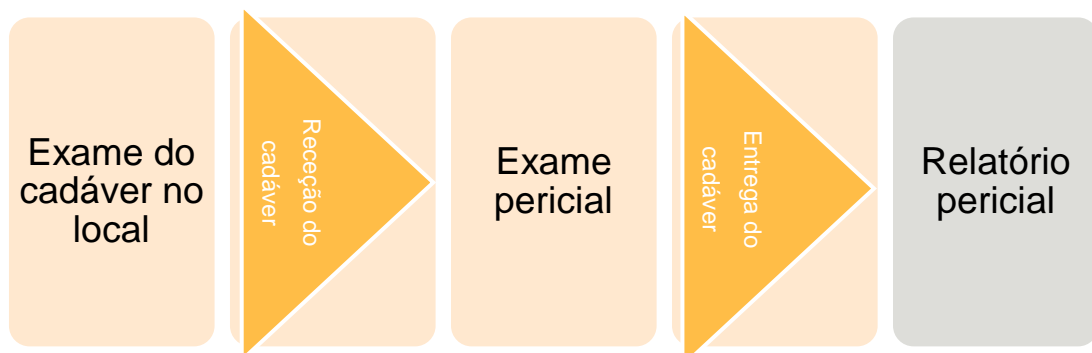 Exame do
cadáver no
local
Receção do
cadáver
Exame
pericial
Entrega do
cadáver
Relatório
pericial